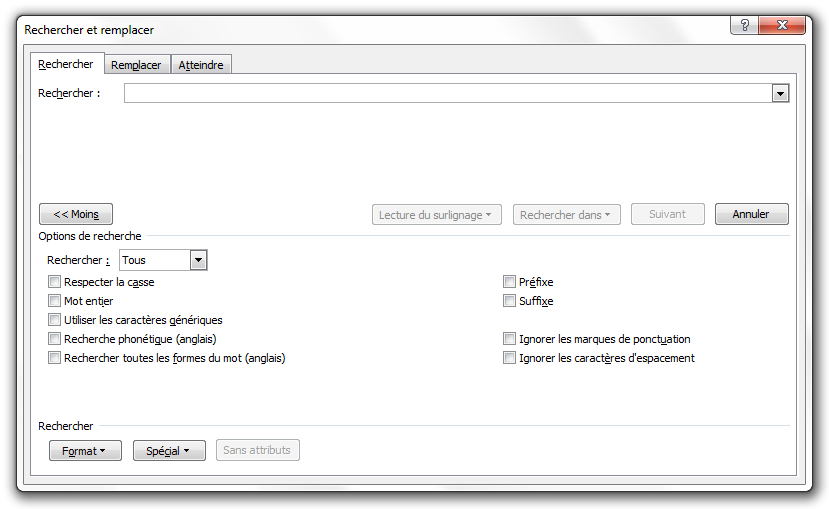 Rechercher et remplacer
Rechercher Remplacer Atteindre
Rechercher :
<< Moins Lecture du surlignage Rechercher dans Suivant Annuler
Options de recherche
Rechercher : Tous
Respecter la casse Préfixe
Mot entier Suffixe
Utiliser les caractères génériques
Recherche phonétique (anglais) Ignorer les marques de ponctuation
Rechercher toutes les formes du mot (anglais) Ignorer les caractères d'espacement
Rechercher
Format Spécial Sans attributs